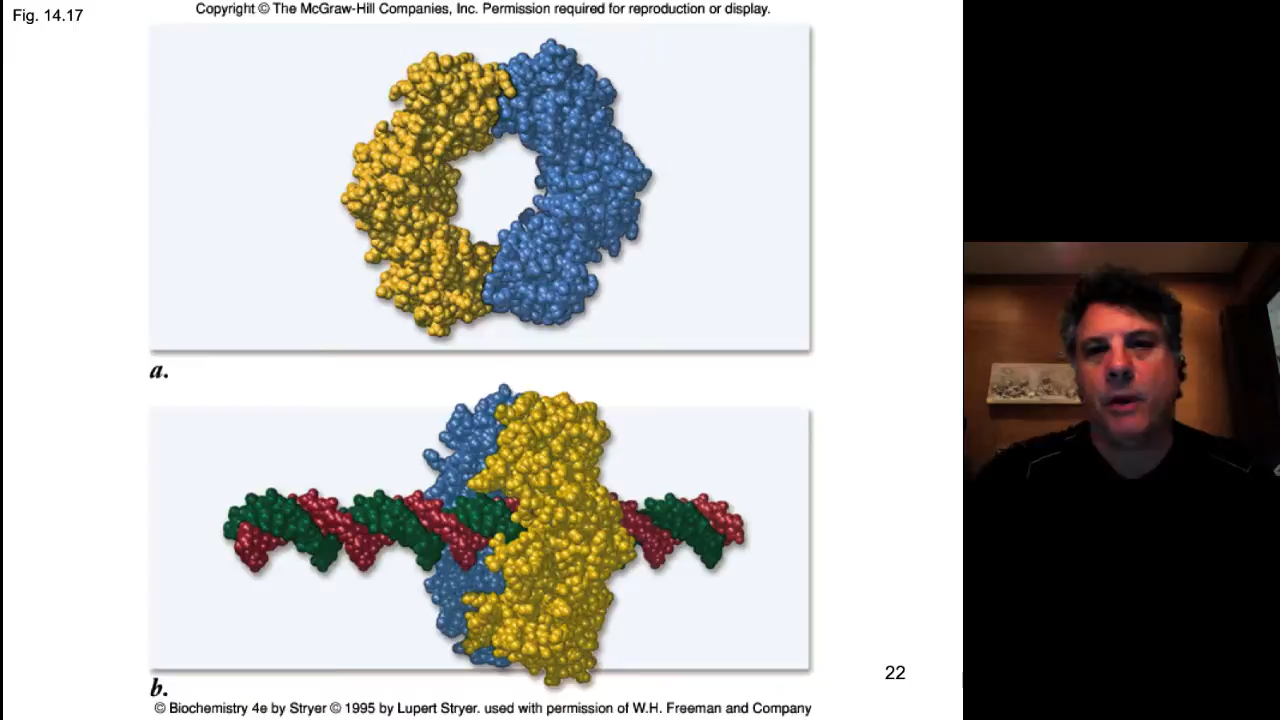 Copyright © The McGraw-Hill Companies, Inc. Permission required for reproduction or display.
Fig. 14.17
a.
22
b.
© Biochemistry 4e by Stryer © 1995 by Lupert Stryer. used with permission of W.H. Freeman and Company